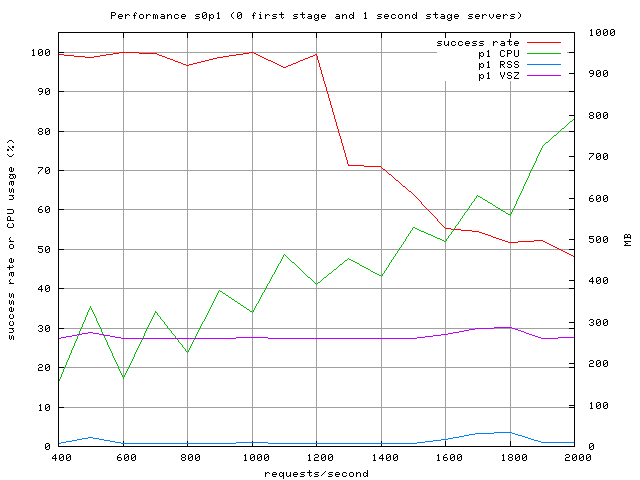 Performance s0p1 (0 first stage and 1 second stage servers)
success rate
p1 CPU
p1 RSS
p1 VSZ
success rate or CPU usage (%)
100
90
80
70
60
50
40
30
20
10
0
1000
900
800
700
600
500
400
300
200
100
0
MB
400 600 800 1000 1200 1400 1600 1800 2000
requests/second